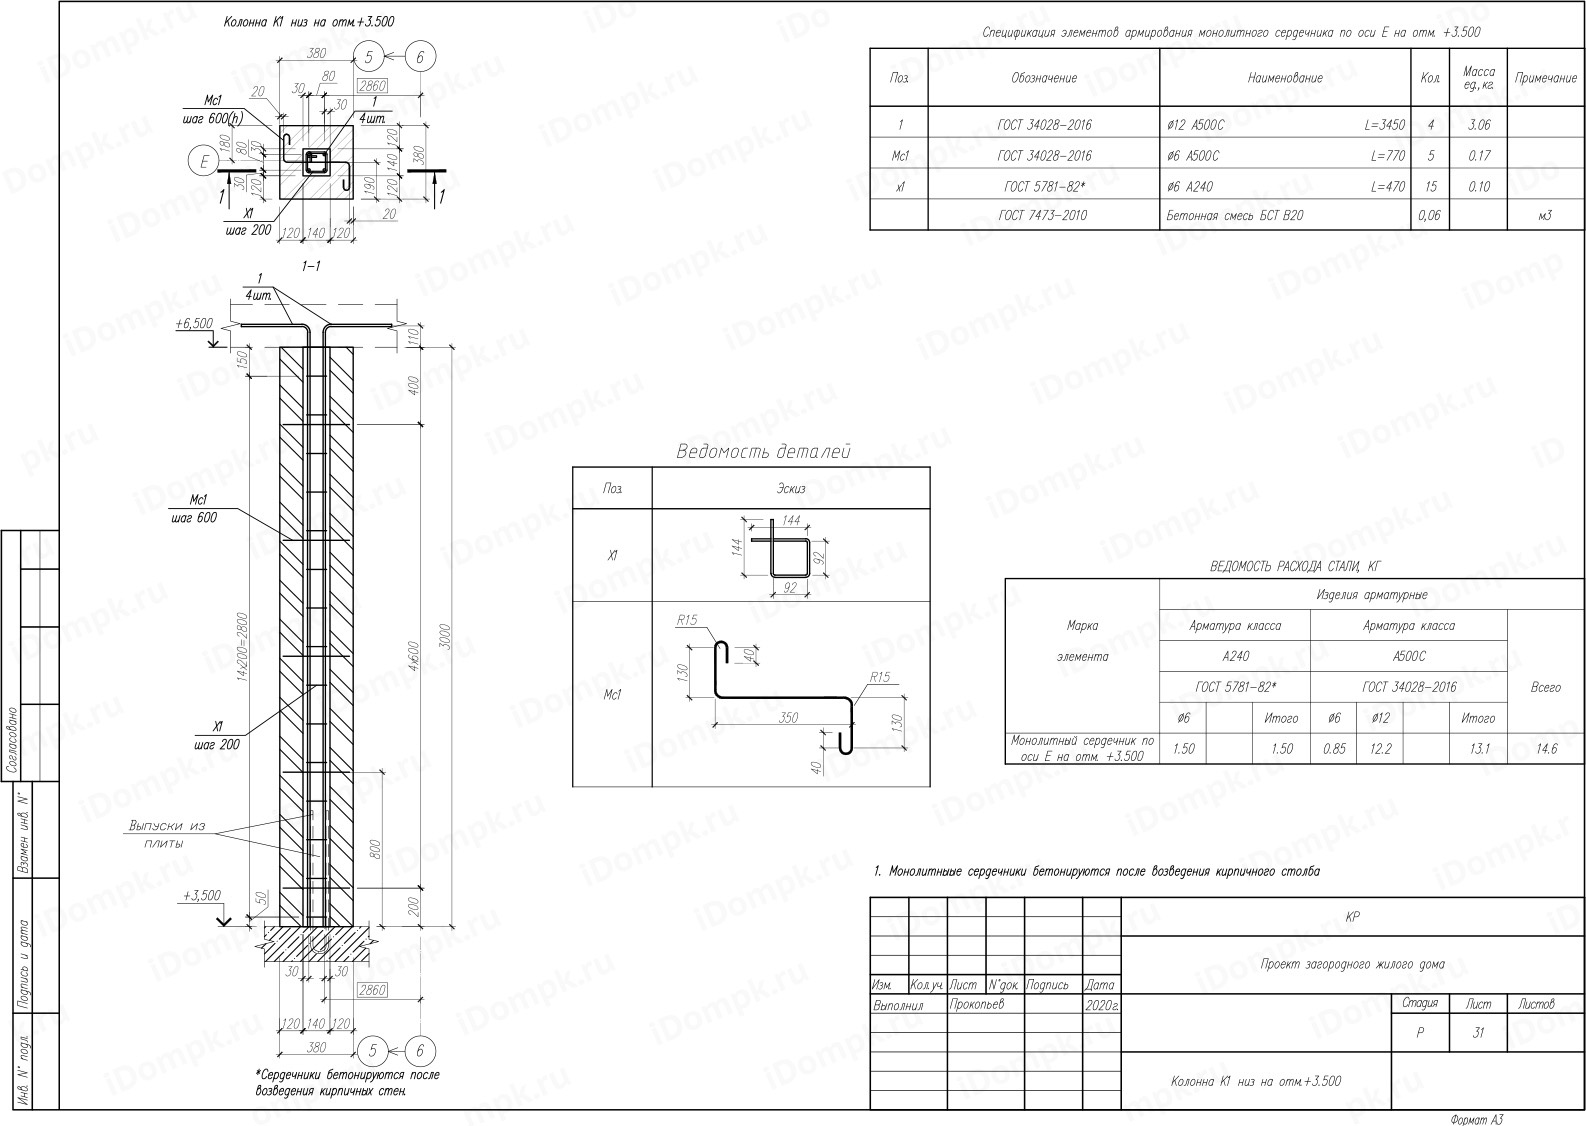 Колонна К1 низ на отм.+3.500
380
5
6
80
30
2860
20
30
1
4шт.
Мс1
шаг 600(h)
180
80
30
120
140
120
380
Е
1
1
30
120
190
Х1
шаг 200
20
120
140
120
1-1
1
4шт.
+6,500
110
150
400
Мс1
шаг 600
14х200=2800
4х600
3000
Х1
шаг 200
Выпуски из
плиты
800
+3,500
50
200
30
30
2860
120
140
120
380
5
6
*Сердечники бетонируются после
возведения кирпичных стен.
Спецификация элементов армирования монолитного сердечника по оси Е на отм. +3.500
Поз. Обозначение Наименование Кол. Масса ед.,кг. Примечание
1 ГОСТ 34028-2016 ø12 А500С L=3450 4 3.06
Мс1 ГОСТ 34028-2016 ø6 А500С L=770 5 0.17
х1 ГОСТ 5781-82* ø6 А240 L=470 15 0.10
ГОСТ 7473-2010 Бетонная смесь БСТ В20 0,06 м3
Ведомость деталей
Поз. Эскиз
Х1
144
144
92
92
Мс1
R15
40
130
R15
350
130
40
ВЕДОМОСТЬ РАСХОДА СТАЛИ, КГ
Марка
элемента
Изделия арматурные
Арматура класса Арматура класса
А240 А500С
ГОСТ 5781-82* ГОСТ 34028-2016 Всего
ø6 Итого ø6 ø12 Итого
Монолитный сердечник по
оси Е на отм. +3.500
1.50 1.50 0.85 12.2 13.1 14.6
1. Монолитныые сердечники бетонируются после возведения кирпичного столба
КР
Проект загородного жилого дома
Изм. Кол.уч. Лист N°док. Подпись Дата
Выполнил Прокопьев 2020г.
Стадия Лист Листов
Р 31
Колонна К1 низ на отм.+3.500
Формат А3
Согласовано
Взамен инв. N°
Подпись и дата
Инв. N° подл.
iDompk.ru